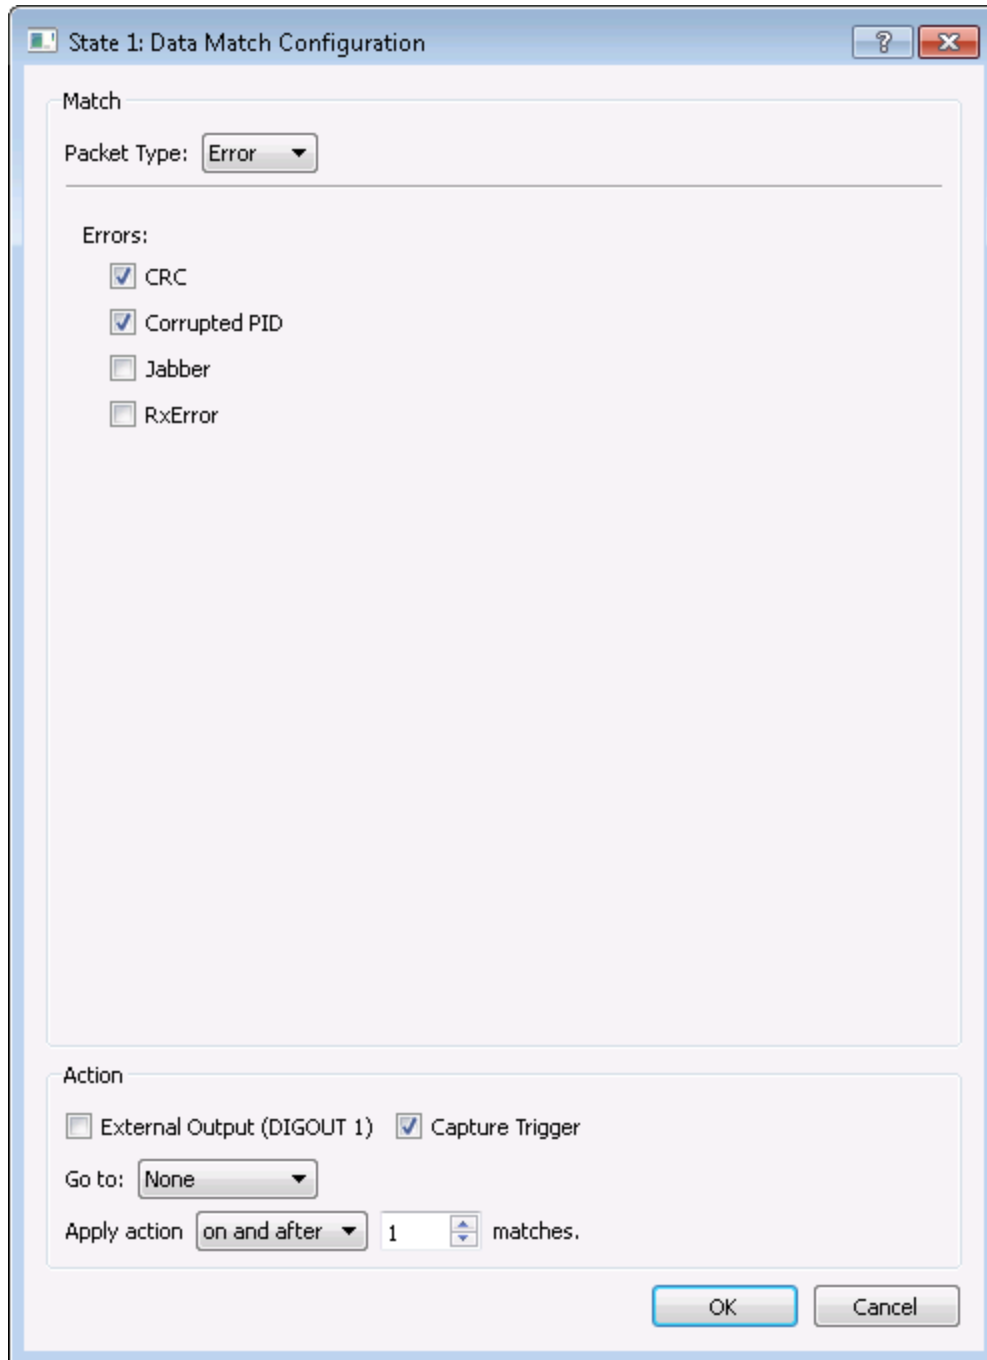 State 1: Data Match Configuration
Match
Packet Type: Error
Errors:
CRC
Corrupted PID
Jabber
RxError
Action
External Output (DIGOUT 1) Capture Trigger
Go to: None
Apply action on and after 1 matches.
OK Cancel